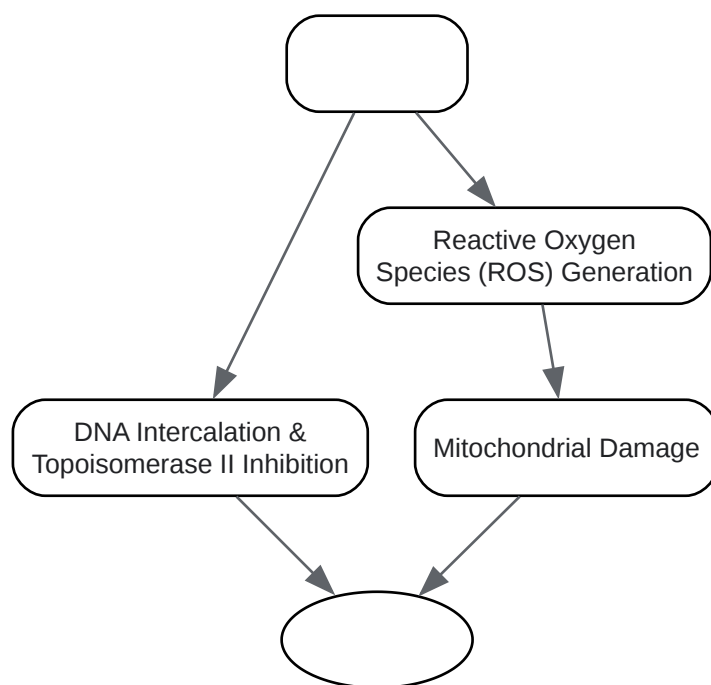 Reactive Oxygen
Species (ROS) Generation
DNA Intercalation &
Topoisomerase II Inhibition
Mitochondrial Damage